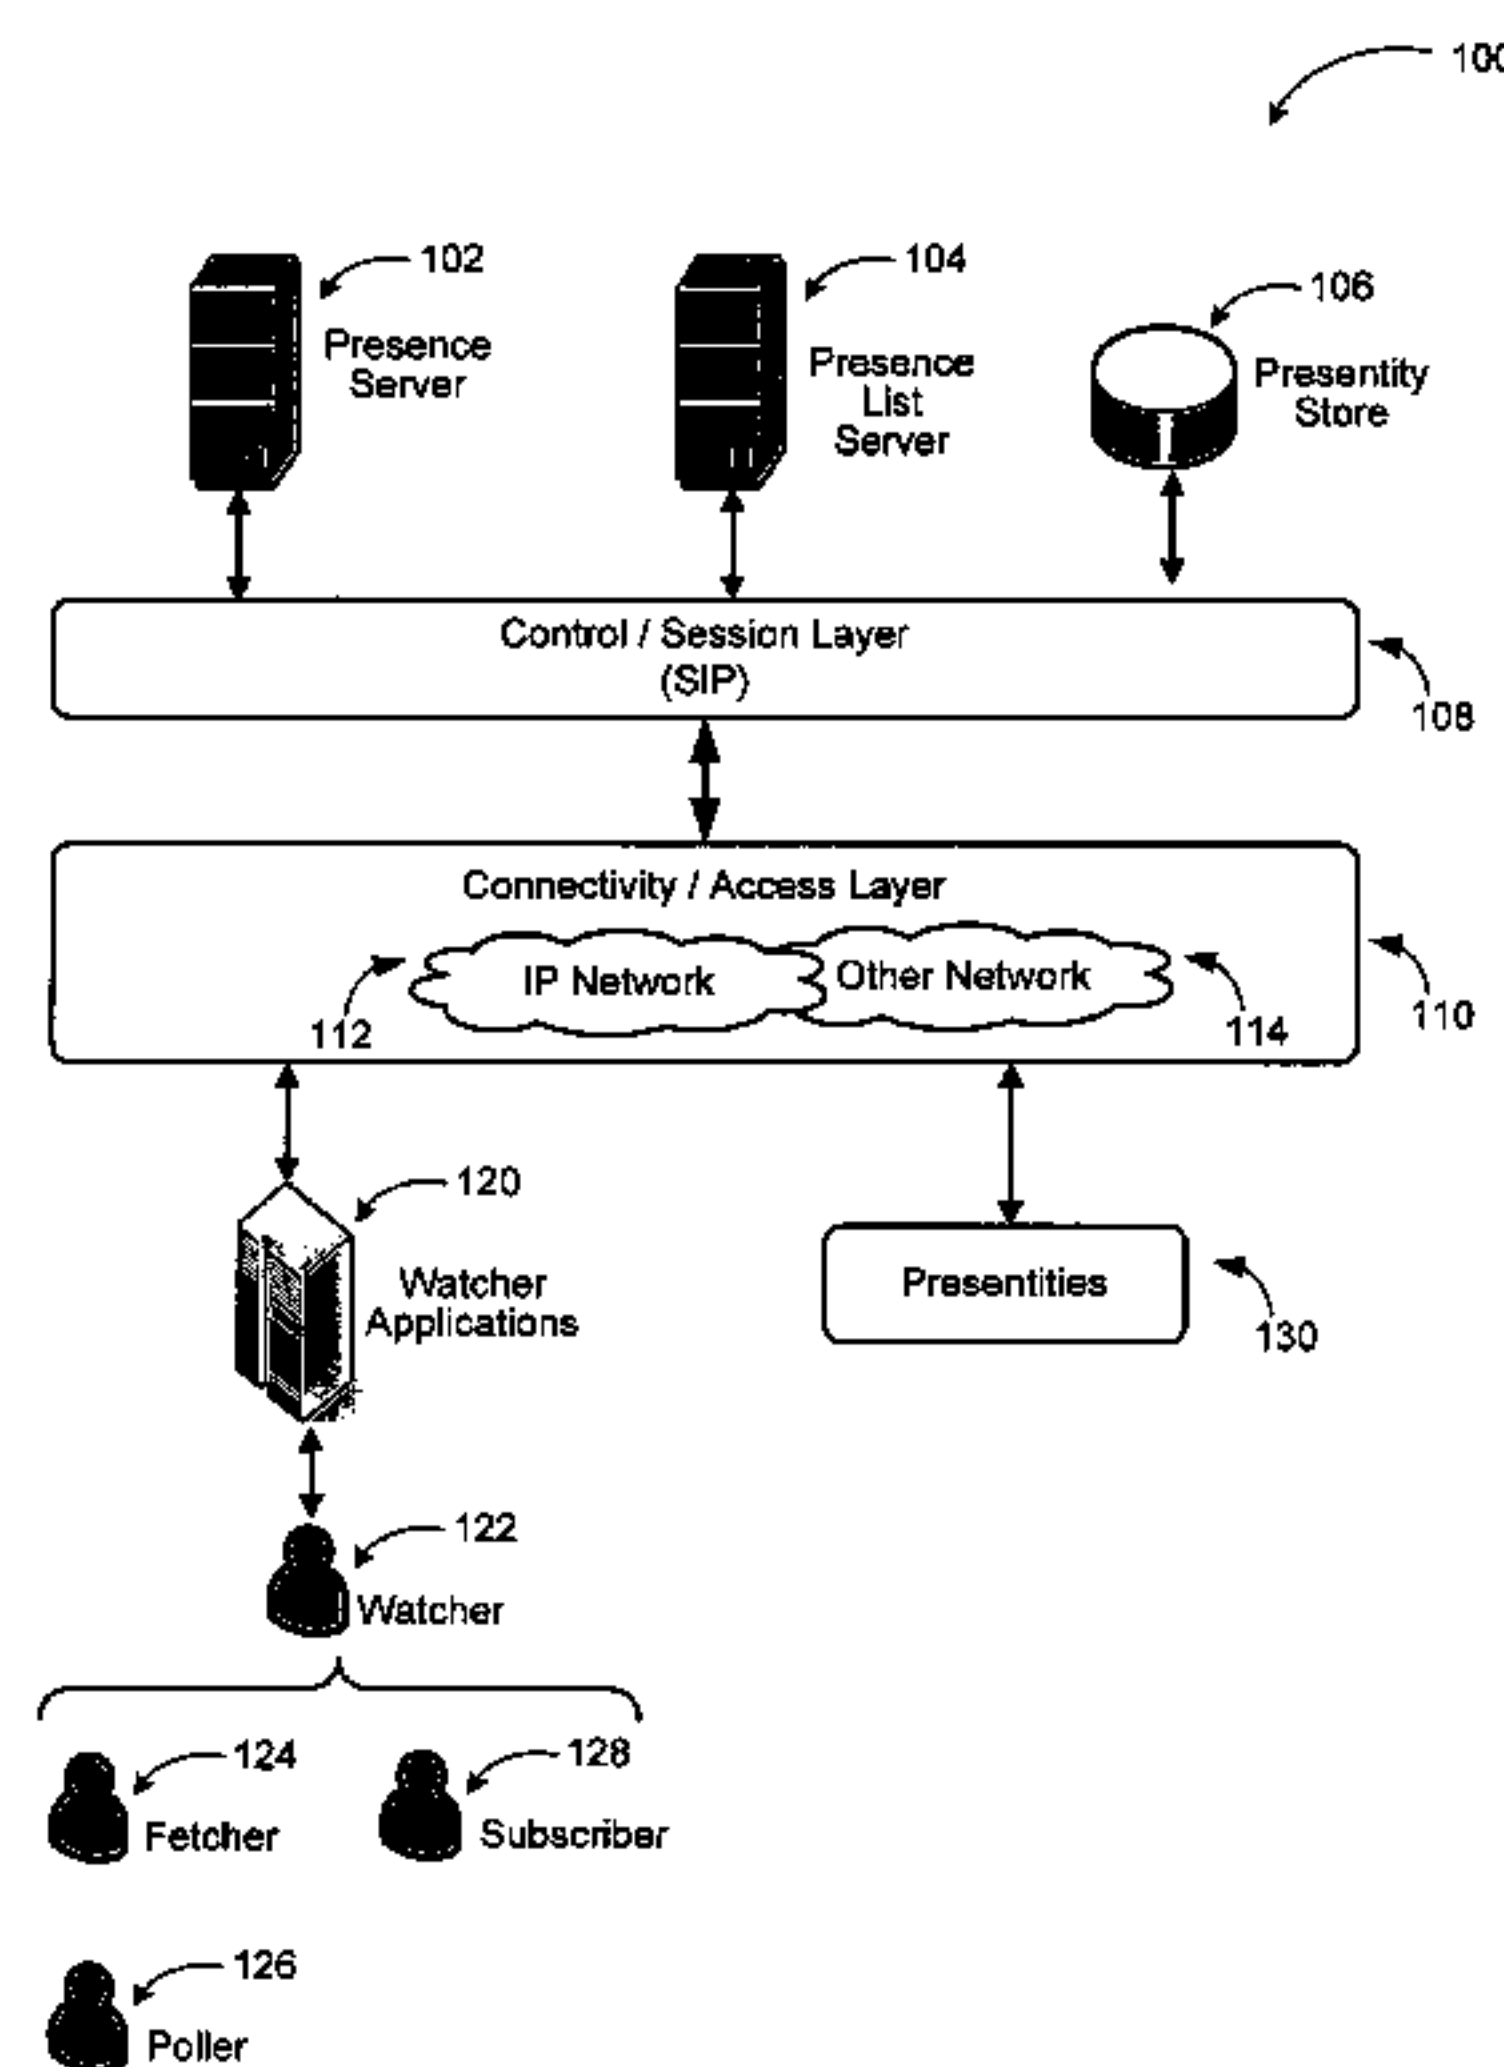 100
102
Presence
Server
104
Presence
List
Server
106
Presentity
Store
Control / Session Layer
(SIP)
108
Connectivity / Access Layer
IP Network
Other Network
112
114
110
120
Watcher
Applications
Presentities
130
122
Watcher
124
Fetcher
128
Subscriber
126
Poller